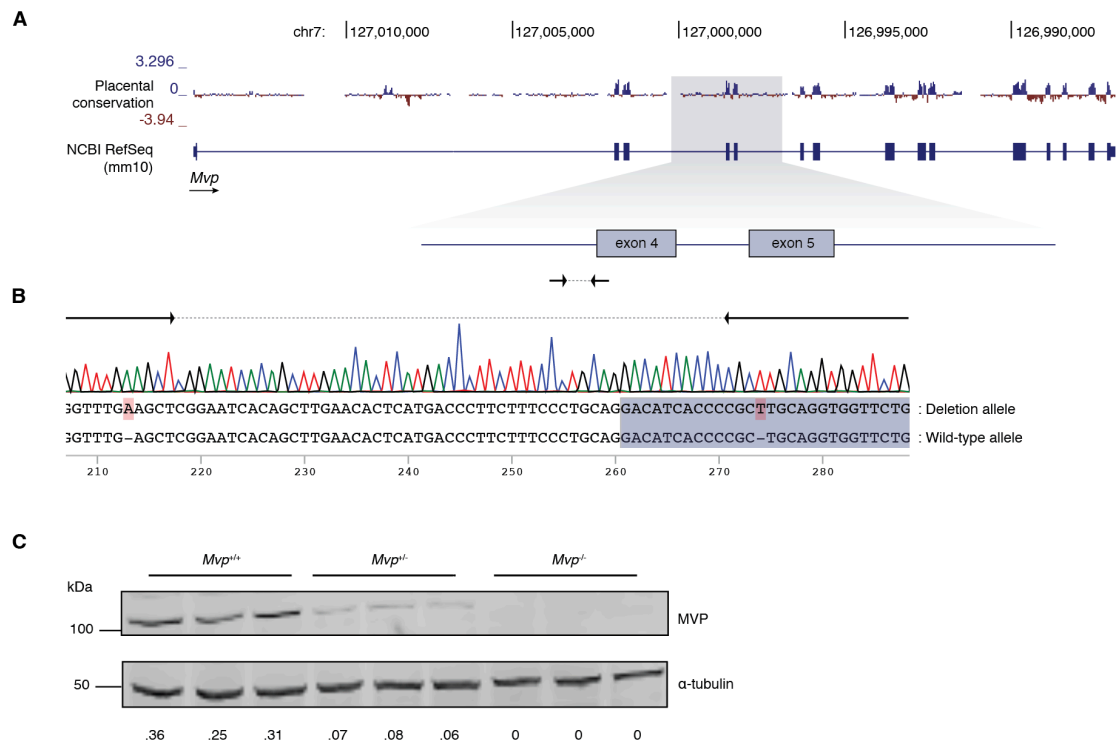 A
chr7: 127,010,000 127,005,000 127,000,000 126,995,000 126,990,000
3.296 _
Placental conservation
0_
-3.94 _
NCBI RefSeq
(mm10)
Mvp
exon 4 exon 5
B
GGTTTGAAGCTCGGAATCACAGCTTGAACACTCATGACCCTTCTTTCCCTGCAGGACATCACCCCGCTTGCAGGTGGTTCTG : Deletion allele
GGTTTG-AGCTCGGAATCACAGCTTGAACACTCATGACCCTTCTTTCCCTGCAGGACATCACCCCGC-TGCAGGTGGTTCTG : Wild-type allele
210 220 230 240 250 260 270 280
C
Mvp+/+ Mvp+/- Mvp-/-
kDa
100 MVP
50 α-tubulin
.36 .25 .31 .07 .08 .06 0 0 0